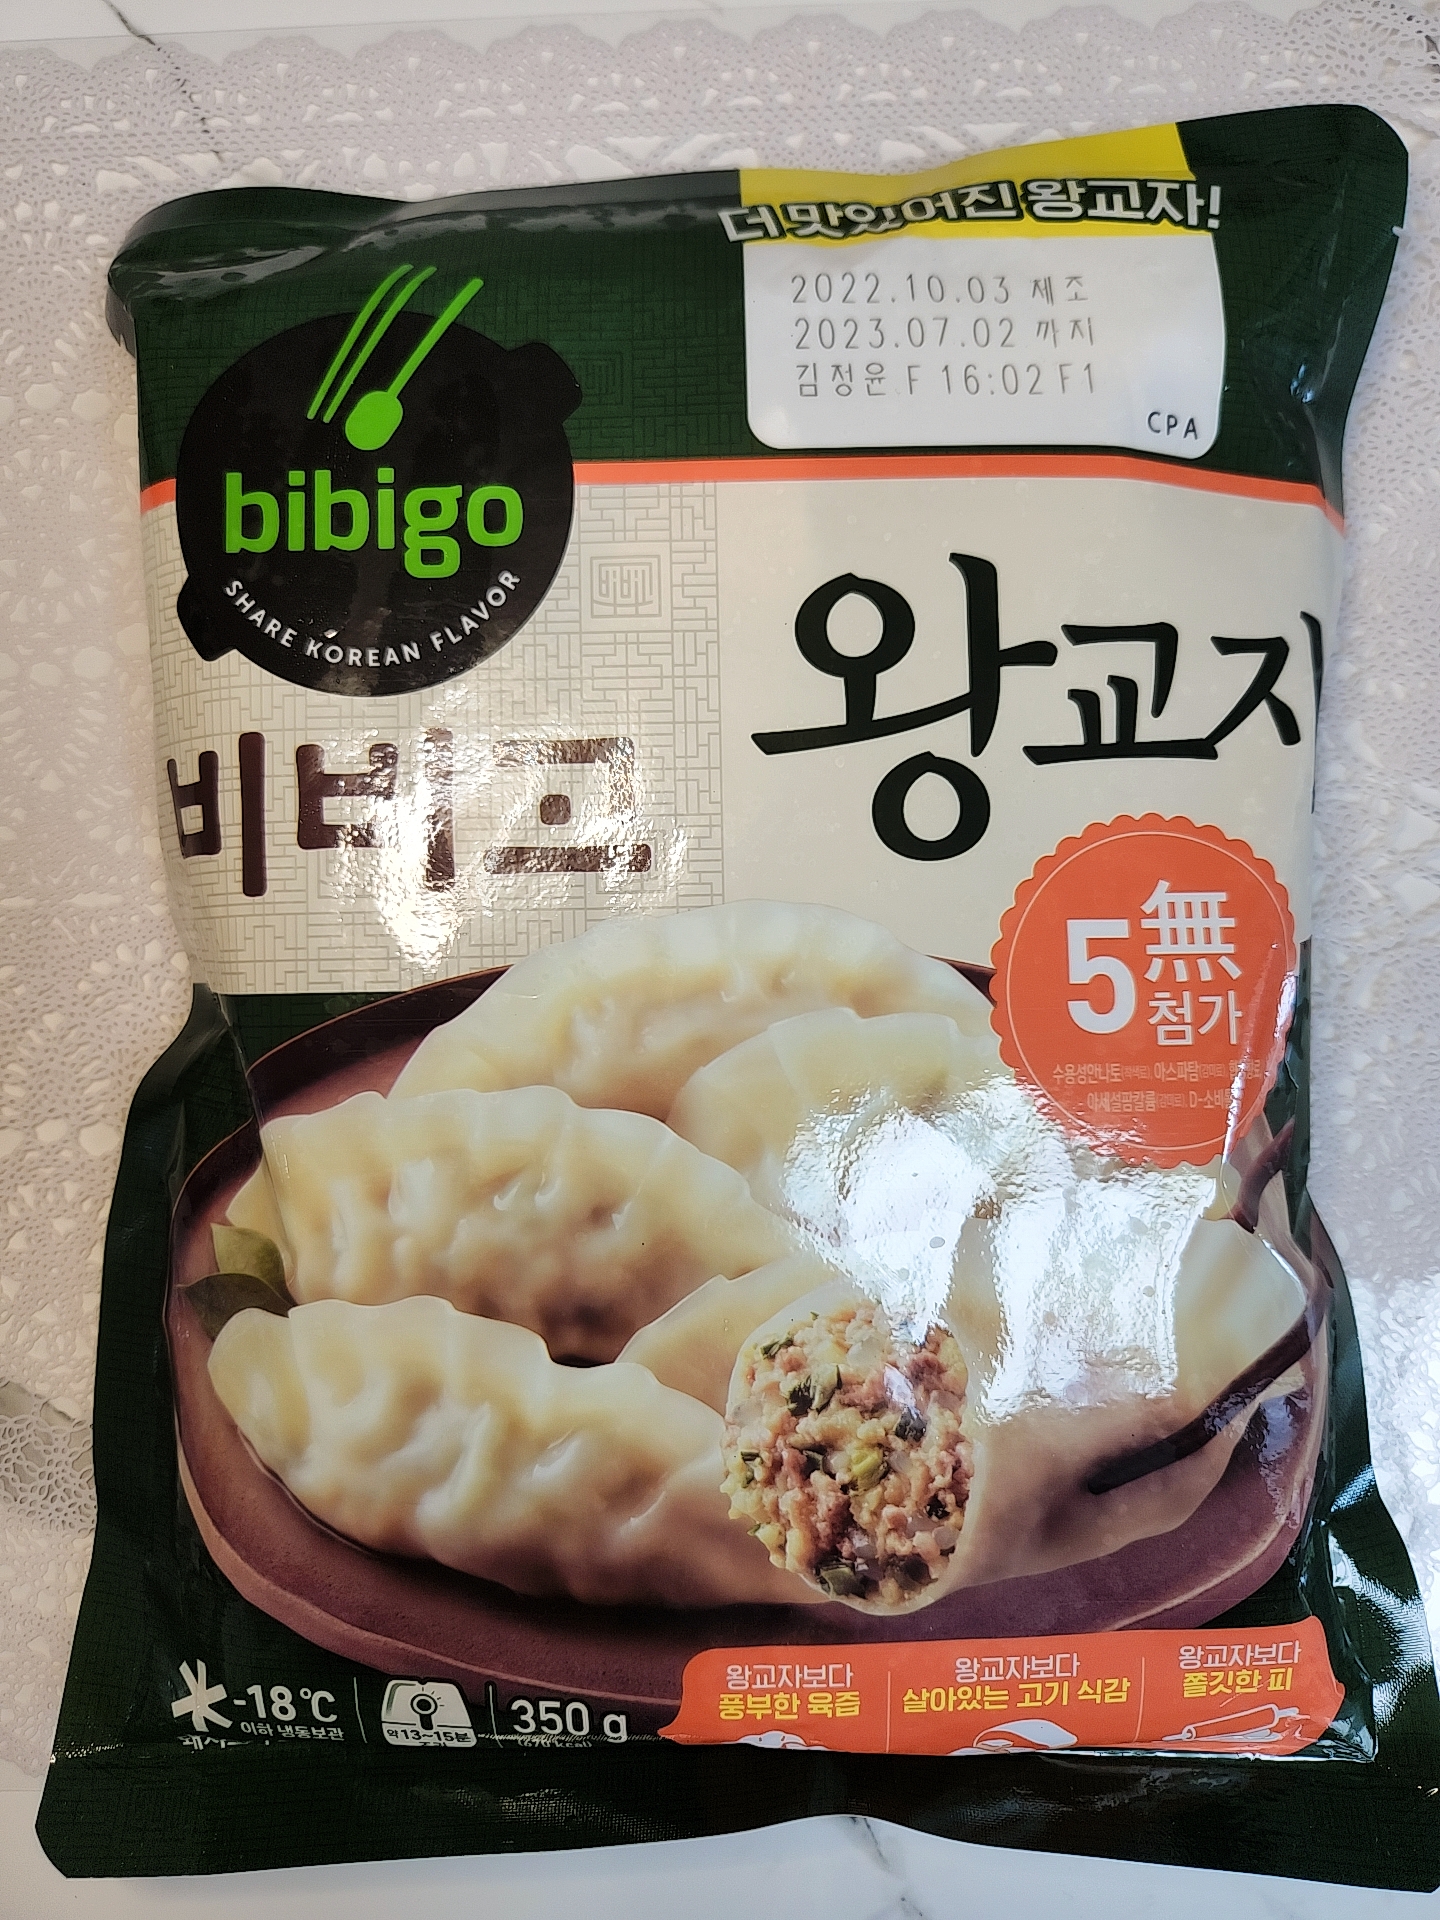 더 맛있어진 왕교자!
2022.10.03 제조
2023.07.02 까지
김정윤 F 16:02 F1
CPA
bibigo
SHARE KOREAN FLAVOR
비비고
왕교자
5無
첨가
수용성안나토 아스파탐
아세설팜칼륨
-18℃
이하 냉동보관
약13~15분
350 g
왕교자보다
풍부한 육즙
왕교자보다
살아있는 고기 식감
왕교자보다
쫄깃한 피